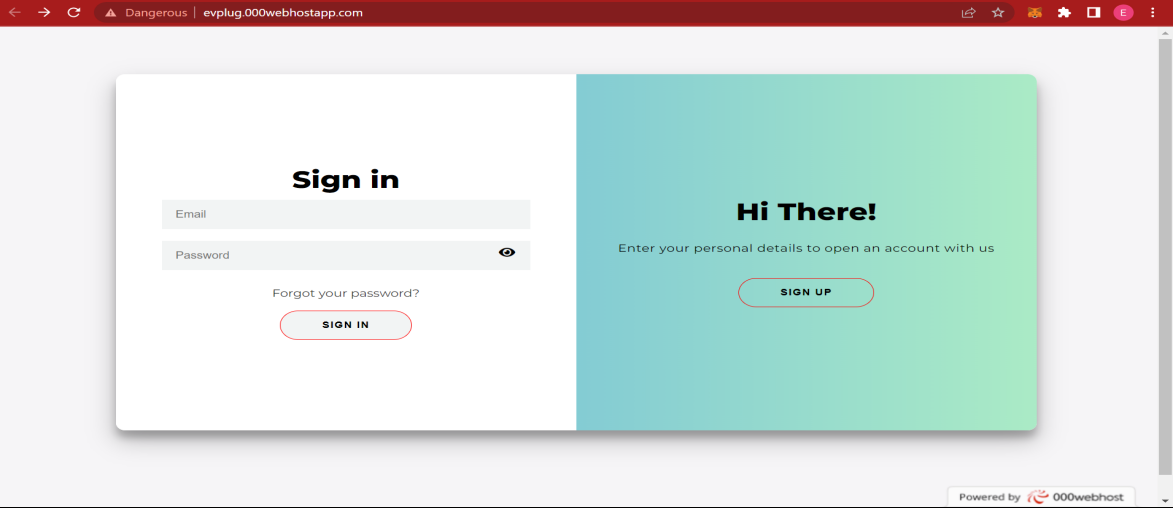 Dangerous evplug.000webhostapp.com
E
Sign in
Email
Password
Forgot your password?
SIGN IN
Hi There!
Enter your personal details to open an account with us
SIGN UP
Powered by 000webhost